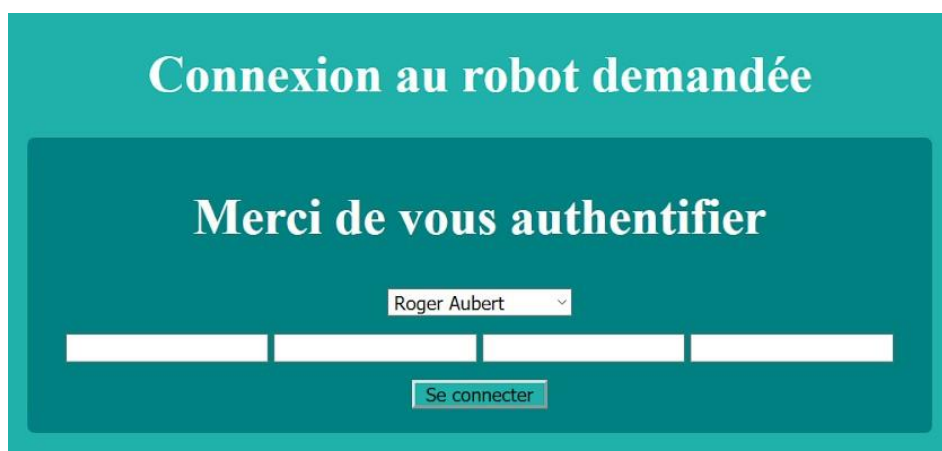 Connexion au robot demandée
Merci de vous authentifier
Roger Aubert
Se connecter